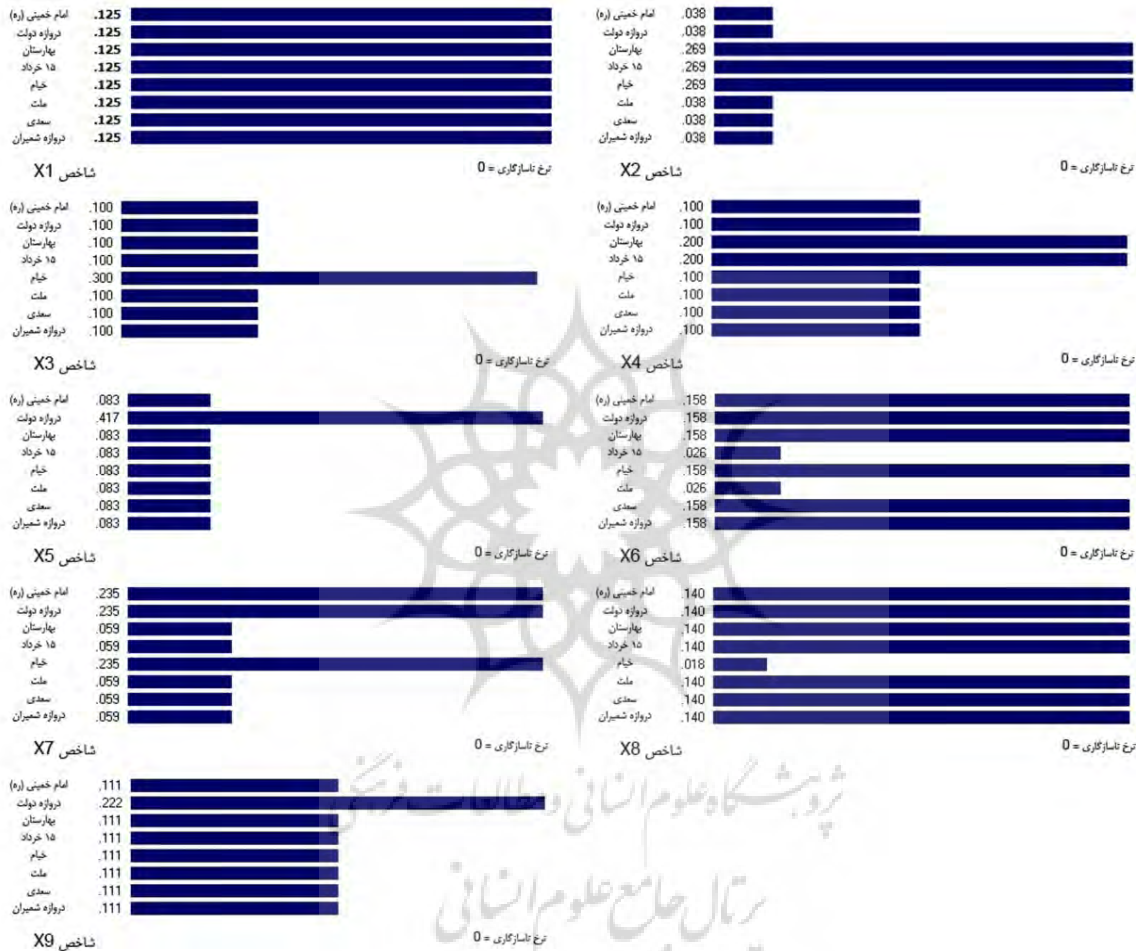 امام خمینی (ره) .125
دروازه دولت .125
بهارستان .125
۱۵ خرداد .125
خیام .125
ملت .125
سعدی .125
دروازه شمیران .125
شاخص X1
نرخ ناسازگاری = 0
امام خمینی (ره) .038
دروازه دولت .038
بهارستان .269
۱۵ خرداد .269
خیام .269
ملت .038
سعدی .038
دروازه شمیران .038
شاخص X2
نرخ ناسازگاری = 0
امام خمینی (ره) .100
دروازه دولت .100
بهارستان .100
۱۵ خرداد .100
خیام .300
ملت .100
سعدی .100
دروازه شمیران .100
شاخص X3
نرخ ناسازگاری = 0
امام خمینی (ره) .100
دروازه دولت .100
بهارستان .200
۱۵ خرداد .200
خیام .100
ملت .100
سعدی .100
دروازه شمیران .100
شاخص X4
نرخ ناسازگاری = 0
امام خمینی (ره) .083
دروازه دولت .417
بهارستان .083
۱۵ خرداد .083
خیام .083
ملت .083
سعدی .083
دروازه شمیران .083
شاخص X5
نرخ ناسازگاری = 0
امام خمینی (ره) .158
دروازه دولت .158
بهارستان .158
۱۵ خرداد .026
خیام .158
ملت .026
سعدی .158
دروازه شمیران .158
شاخص X6
نرخ ناسازگاری = 0
امام خمینی (ره) .235
دروازه دولت .235
بهارستان .059
۱۵ خرداد .059
خیام .235
ملت .059
سعدی .059
دروازه شمیران .059
شاخص X7
نرخ ناسازگاری = 0
امام خمینی (ره) .140
دروازه دولت .140
بهارستان .140
۱۵ خرداد .140
خیام .018
ملت .140
سعدی .140
دروازه شمیران .140
شاخص X8
نرخ ناسازگاری = 0
امام خمینی (ره) .111
دروازه دولت .222
بهارستان .111
۱۵ خرداد .111
خیام .111
ملت .111
سعدی .111
دروازه شمیران .111
شاخص X9
نرخ ناسازگاری = 0
پژوهشگاه علوم انسانی و مطالعات فرهنگی
پرتال جامع علوم انسانی